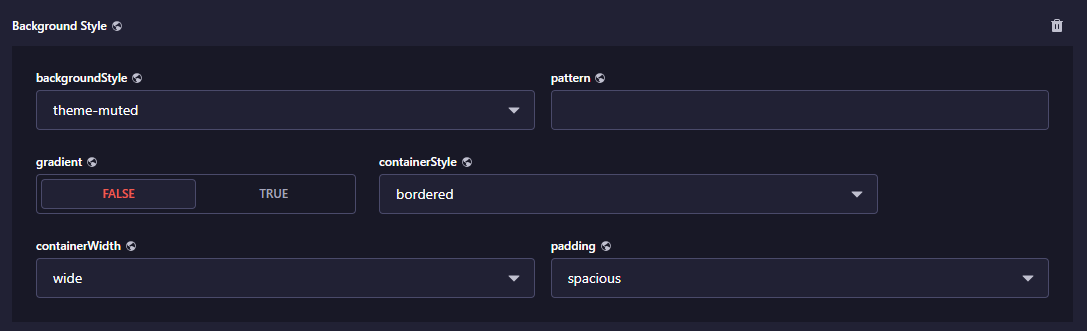 Background Style
backgroundStyle
pattern
theme-muted
gradient
containerStyle
FALSE
TRUE
bordered
containerWidth
padding
wide
spacious